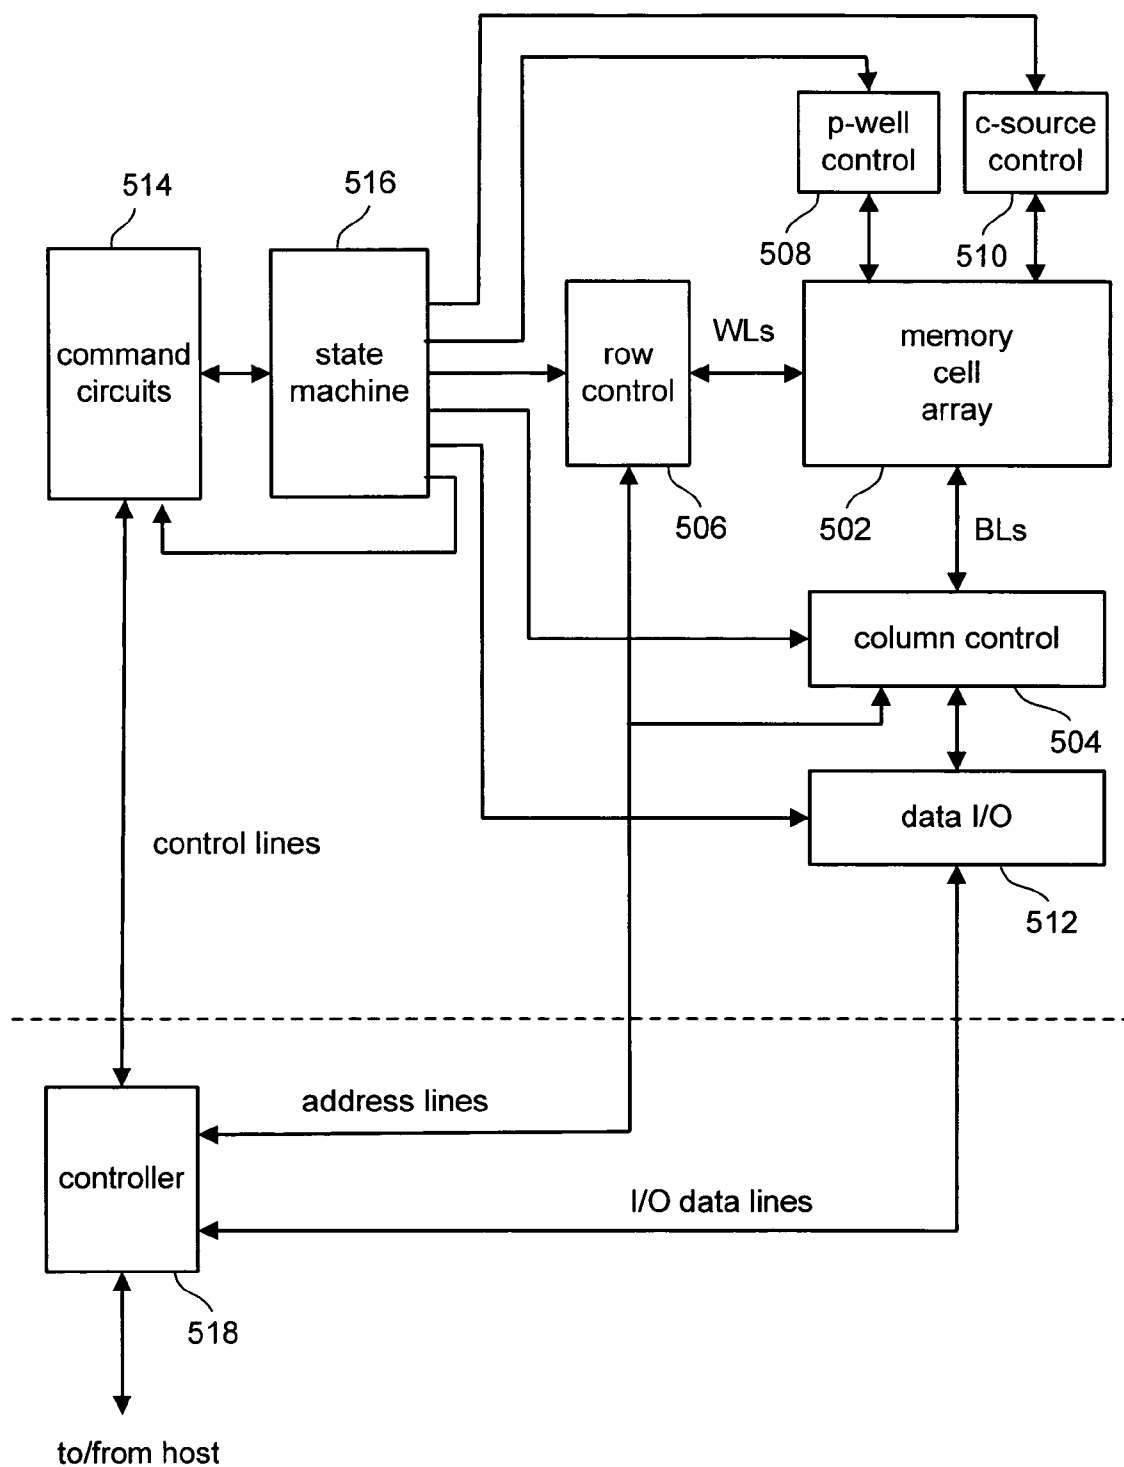 p-well
control
c-source
control
514
516
508
510
command
circuits
state
machine
row
control
WLs
memory
cell
array
506
502
BLs
column control
504
data I/O
control lines
512
address lines
controller
I/O data lines
518
to/from host